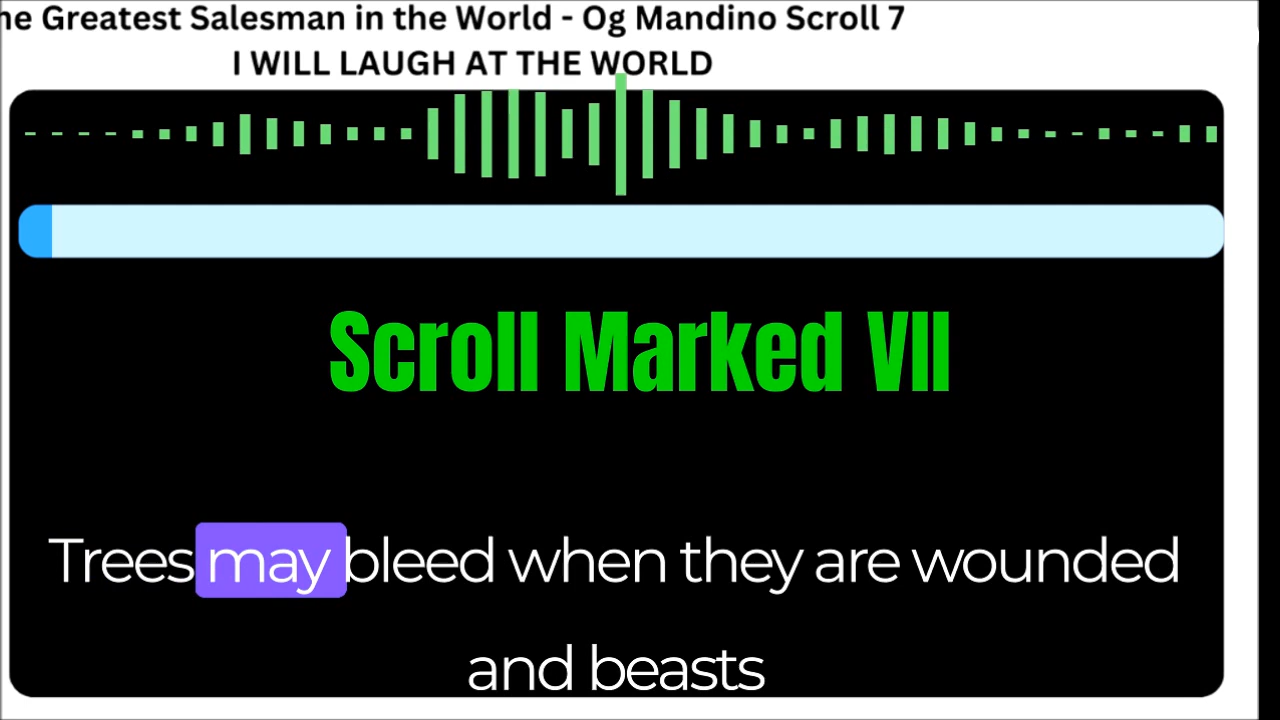 he Greatest Salesman in the World - Og Mandino Scroll 7
I WILL LAUGH AT THE WORLD
Scroll Marked VII
Trees may bleed when they are wounded
and beasts